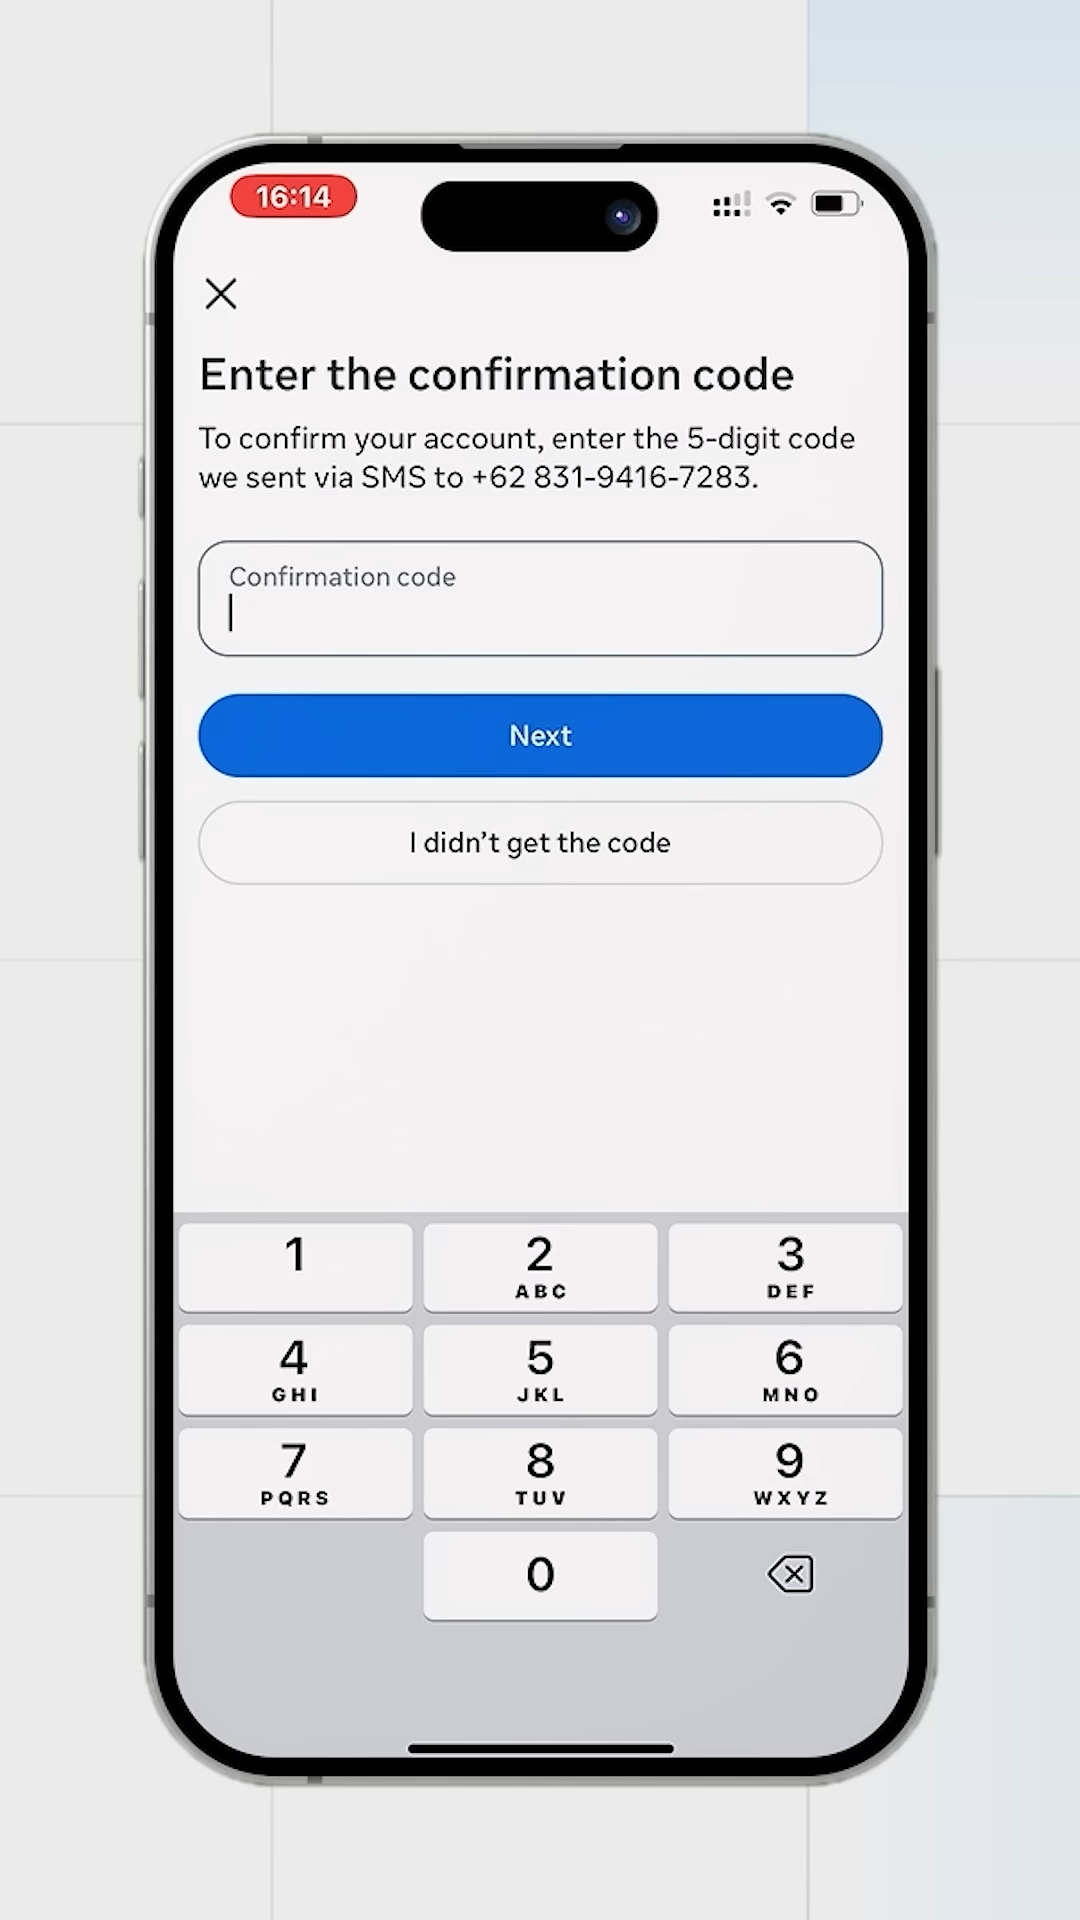 16:14
Enter the confirmation code
To confirm your account, enter the 5-digit code
we sent via SMS to +62 831-9416-7283.
Confirmation code
Next
I didn't get the code
1
2
ABC
3
DEF
4
GHI
5
JKL
6
MNO
7
PQRS
8
TUV
9
WXYZ
0